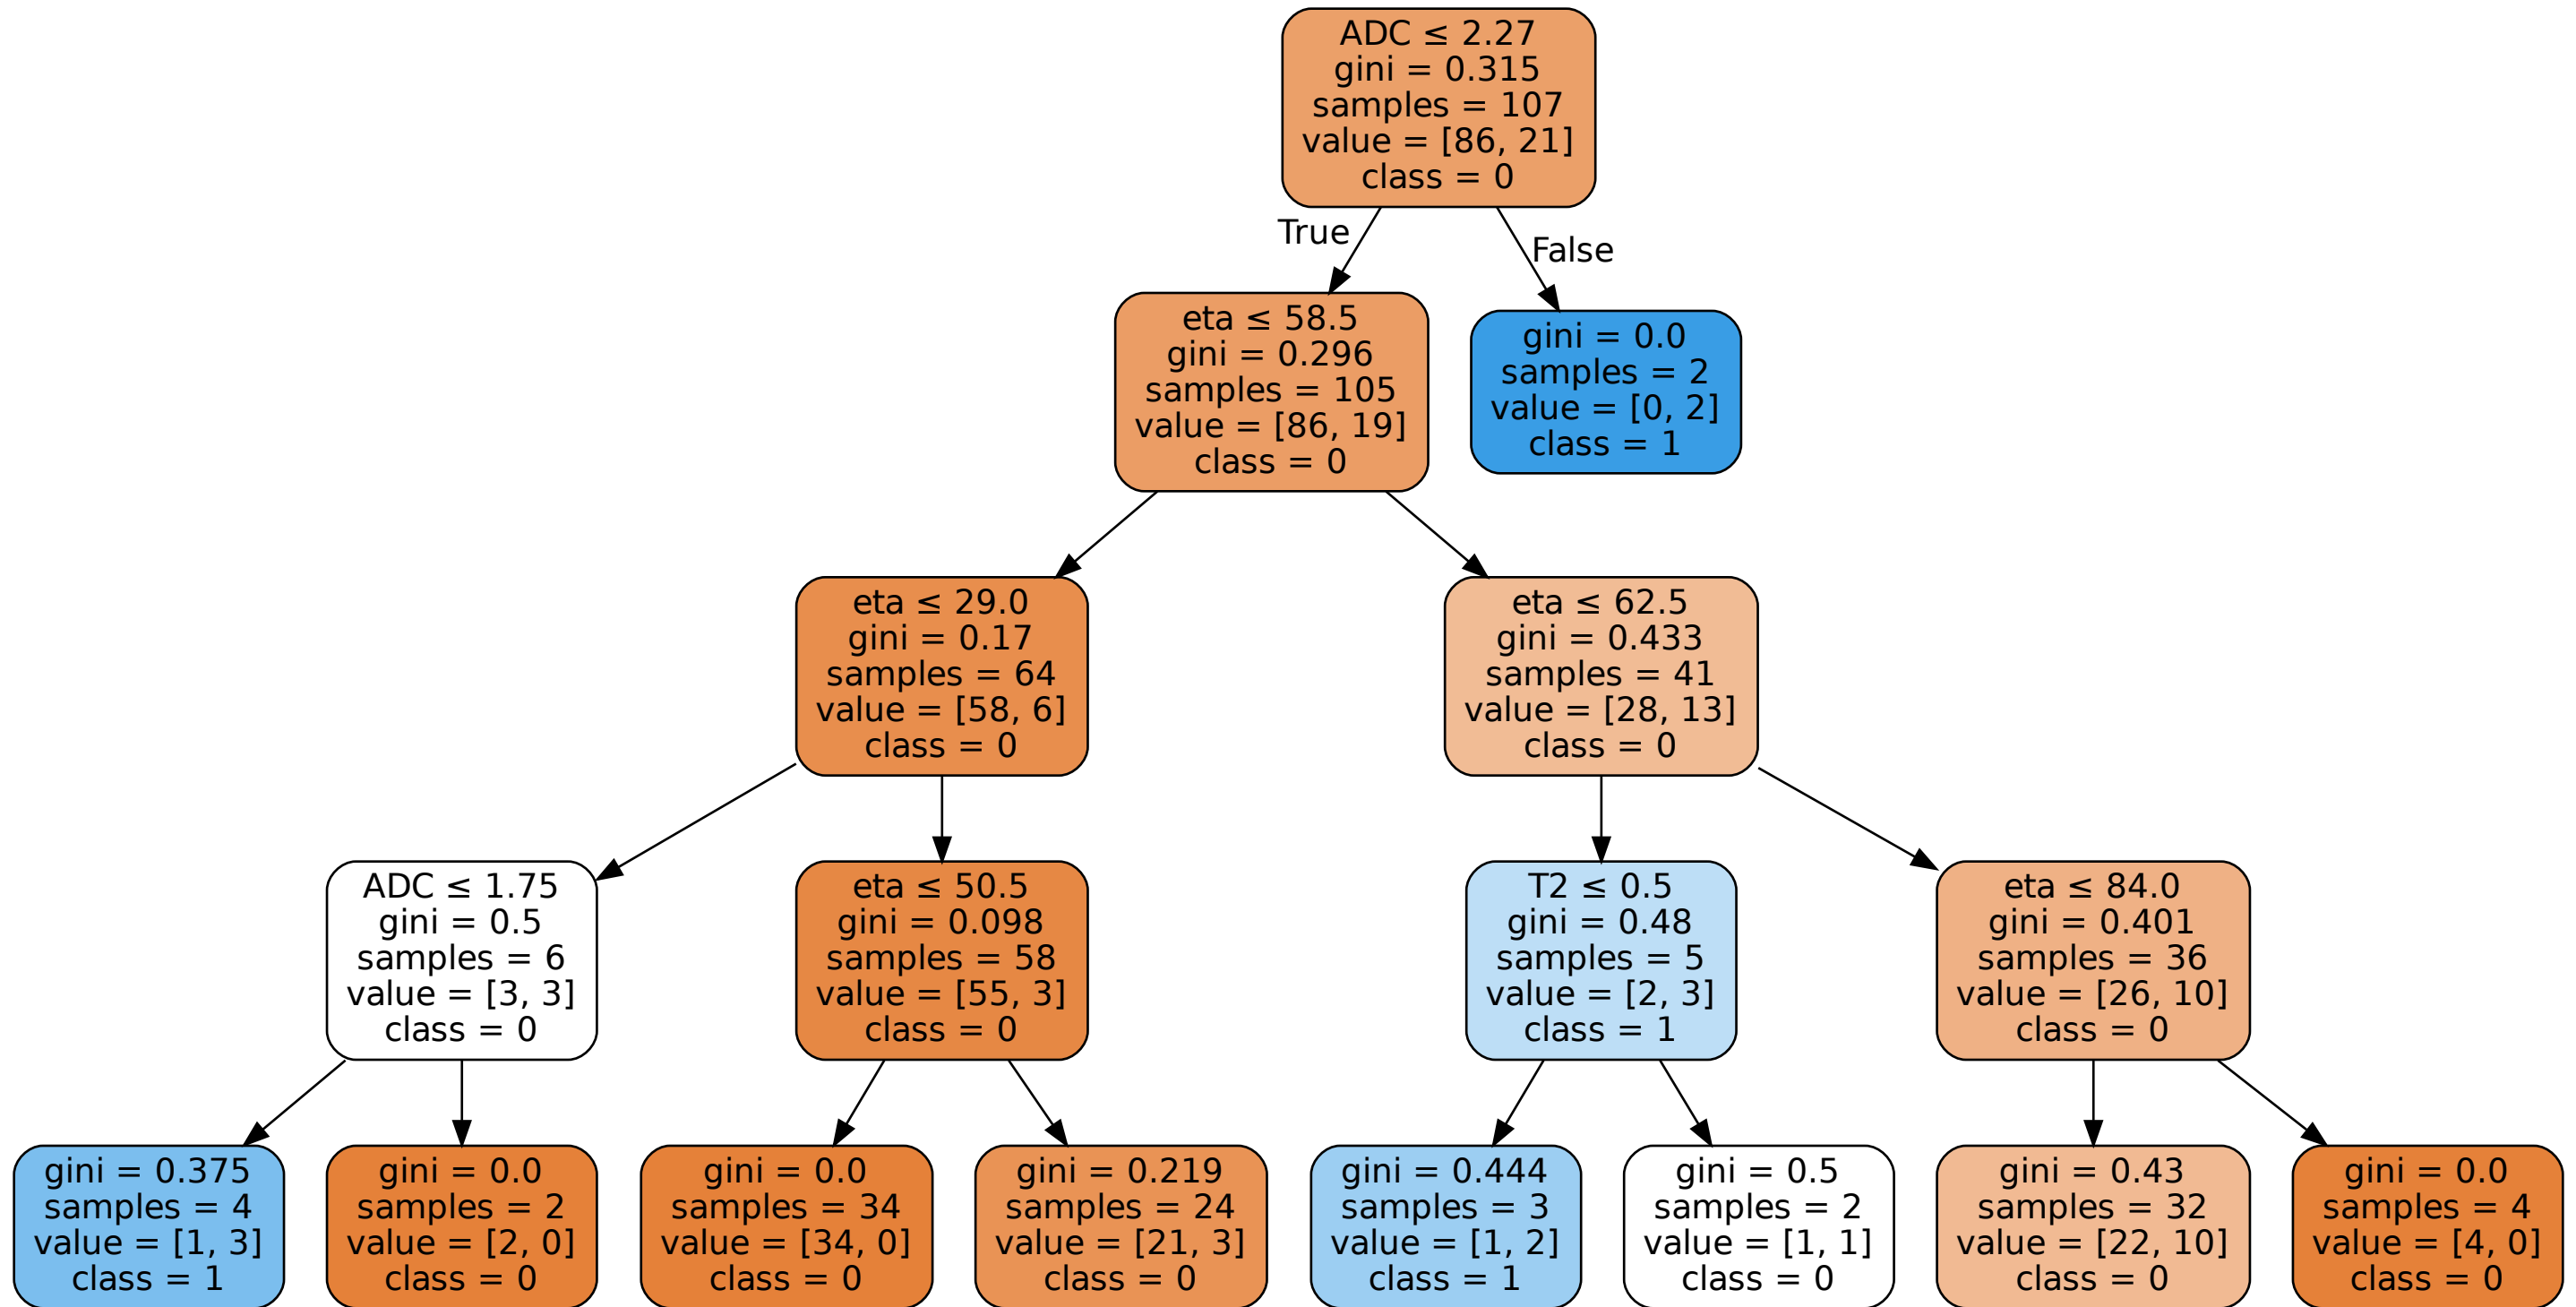 ADC ≤ 2.27
gini = 0.315
samples = 107
value = [86, 21]
class = 0
True
False
eta ≤ 58.5
gini = 0.296
samples = 105
value = [86, 19]
class = 0
gini = 0.0
samples = 2
value = [0, 2]
class = 1
eta ≤ 29.0
gini = 0.17
samples = 64
value = [58, 6]
class = 0
eta ≤ 62.5
gini = 0.433
samples = 41
value = [28, 13]
class = 0
ADC ≤ 1.75
gini = 0.5
samples = 6
value = [3, 3]
class = 0
eta ≤ 50.5
gini = 0.098
samples = 58
value = [55, 3]
class = 0
T2 ≤ 0.5
gini = 0.48
samples = 5
value = [2, 3]
class = 1
eta ≤ 84.0
gini = 0.401
samples = 36
value = [26, 10]
class = 0
gini = 0.375
samples = 4
value = [1, 3]
class = 1
gini = 0.0
samples = 2
value = [2, 0]
class = 0
gini = 0.0
samples = 34
value = [34, 0]
class = 0
gini = 0.219
samples = 24
value = [21, 3]
class = 0
gini = 0.444
samples = 3
value = [1, 2]
class = 1
gini = 0.5
samples = 2
value = [1, 1]
class = 0
gini = 0.43
samples = 32
value = [22, 10]
class = 0
gini = 0.0
samples = 4
value = [4, 0]
class = 0